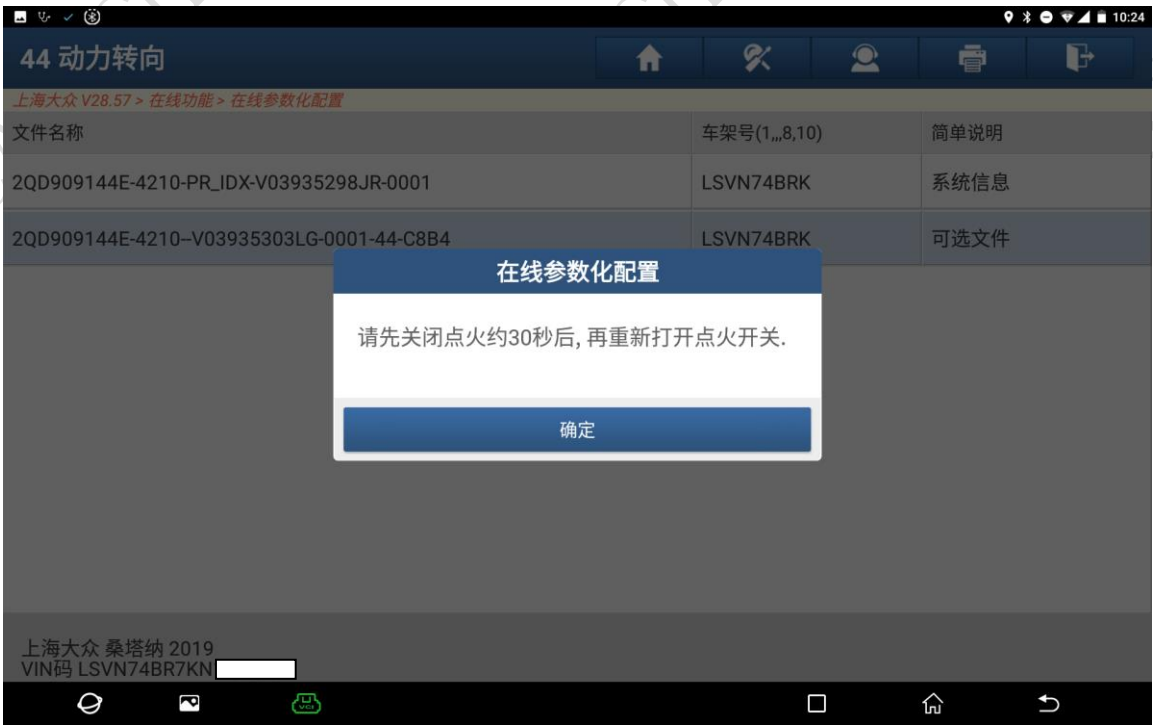 10:24
44 动力转向
上海大众 V28.57 > 在线功能 > 在线参数化配置
文件名称 车架号(1,,,8,10) 简单说明
2QD909144E-4210-PR_IDX-V03935298JR-0001 LSVN74BRK 系统信息
2QD909144E-4210--V03935303LG-0001-44-C8B4 LSVN74BRK 可选文件
在线参数化配置
请先关闭点火约30秒后, 再重新打开点火开关.
确定
上海大众 桑塔纳 2019
VIN码 LSVN74BR7KN
VCI